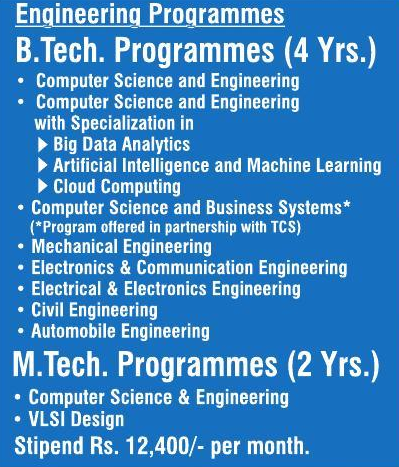 Engineering Programmes
B.Tech. Programmes (4 Yrs.)
• Computer Science and Engineering
• Computer Science and Engineering
with Specialization in
▶ Big Data Analytics
▶ Artificial Intelligence and Machine Learning
▶ Cloud Computing
• Computer Science and Business Systems*
(*Program offered in partnership with TCS)
• Mechanical Engineering
• Electronics & Communication Engineering
• Electrical & Electronics Engineering
• Civil Engineering
• Automobile Engineering
M.Tech. Programmes (2 Yrs.)
• Computer Science & Engineering
• VLSI Design
Stipend Rs. 12,400/- per month.